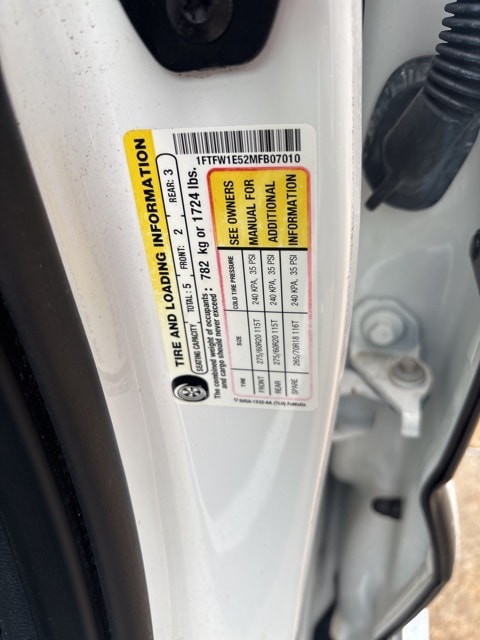 1FTFW1E52MFB07010
TIRE AND LOADING INFORMATION
SEATING CAPACITY TOTAL: 5 FRONT: 2 REAR: 3
The combined weight of occupants
and cargo should never exceed : 782 kg or 1724 lbs.
TIRE SIZE COLD TIRE PRESSURE
FRONT 275/60R20 115T 240 KPA, 35 PSI
REAR 275/60R20 115T 240 KPA, 35 PSI
SPARE 265/70R18 116T 240 KPA, 35 PSI
SEE OWNERS
MANUAL FOR
ADDITIONAL
INFORMATION